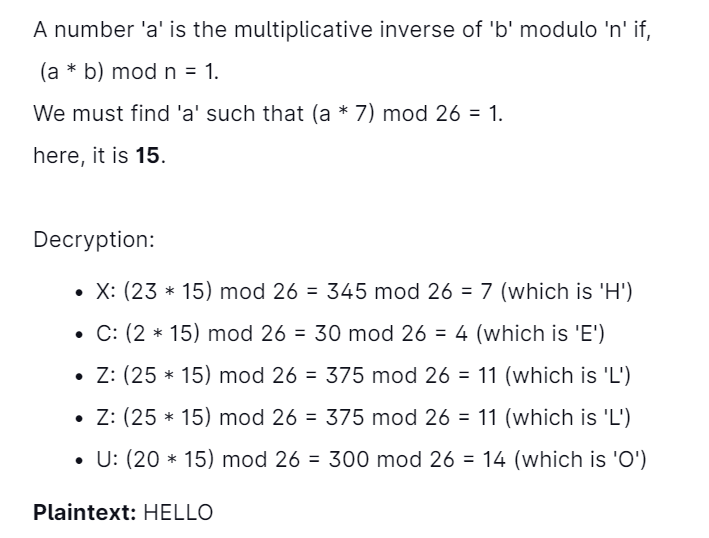 A number 'a' is the multiplicative inverse of 'b' modulo 'n' if,
(a * b) mod n = 1.
We must find 'a' such that (a * 7) mod 26 = 1.
here, it is 15.
Decryption:
• X: (23 * 15) mod 26 = 345 mod 26 = 7 (which is 'H')
• C: (2 * 15) mod 26 = 30 mod 26 = 4 (which is 'E')
• Z: (25 * 15) mod 26 = 375 mod 26 = 11 (which is 'L')
• Z: (25 * 15) mod 26 = 375 mod 26 = 11 (which is 'L')
• U: (20 * 15) mod 26 = 300 mod 26 = 14 (which is 'O')
Plaintext: HELLO